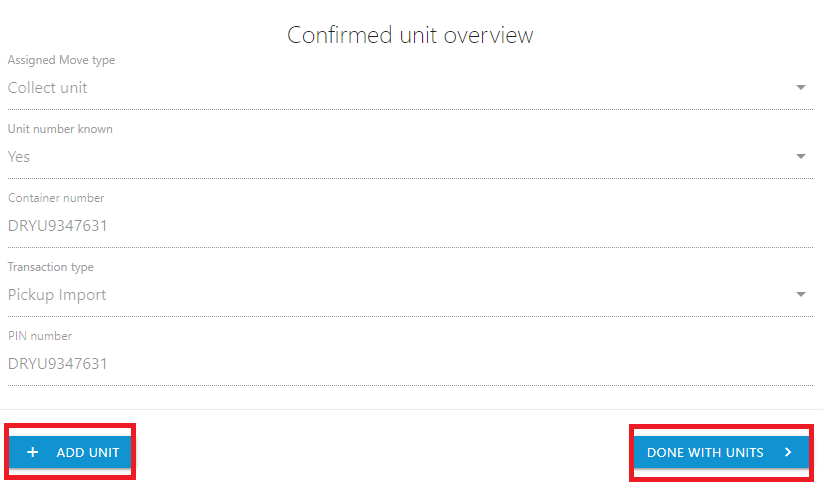 Confirmed unit overview
Assigned Move type
Collect unit
Unit number known
Yes
Container number
DRYU9347631
Transaction type
Pickup Import
PIN number
DRYU9347631
+ ADD UNIT
DONE WITH UNITS >